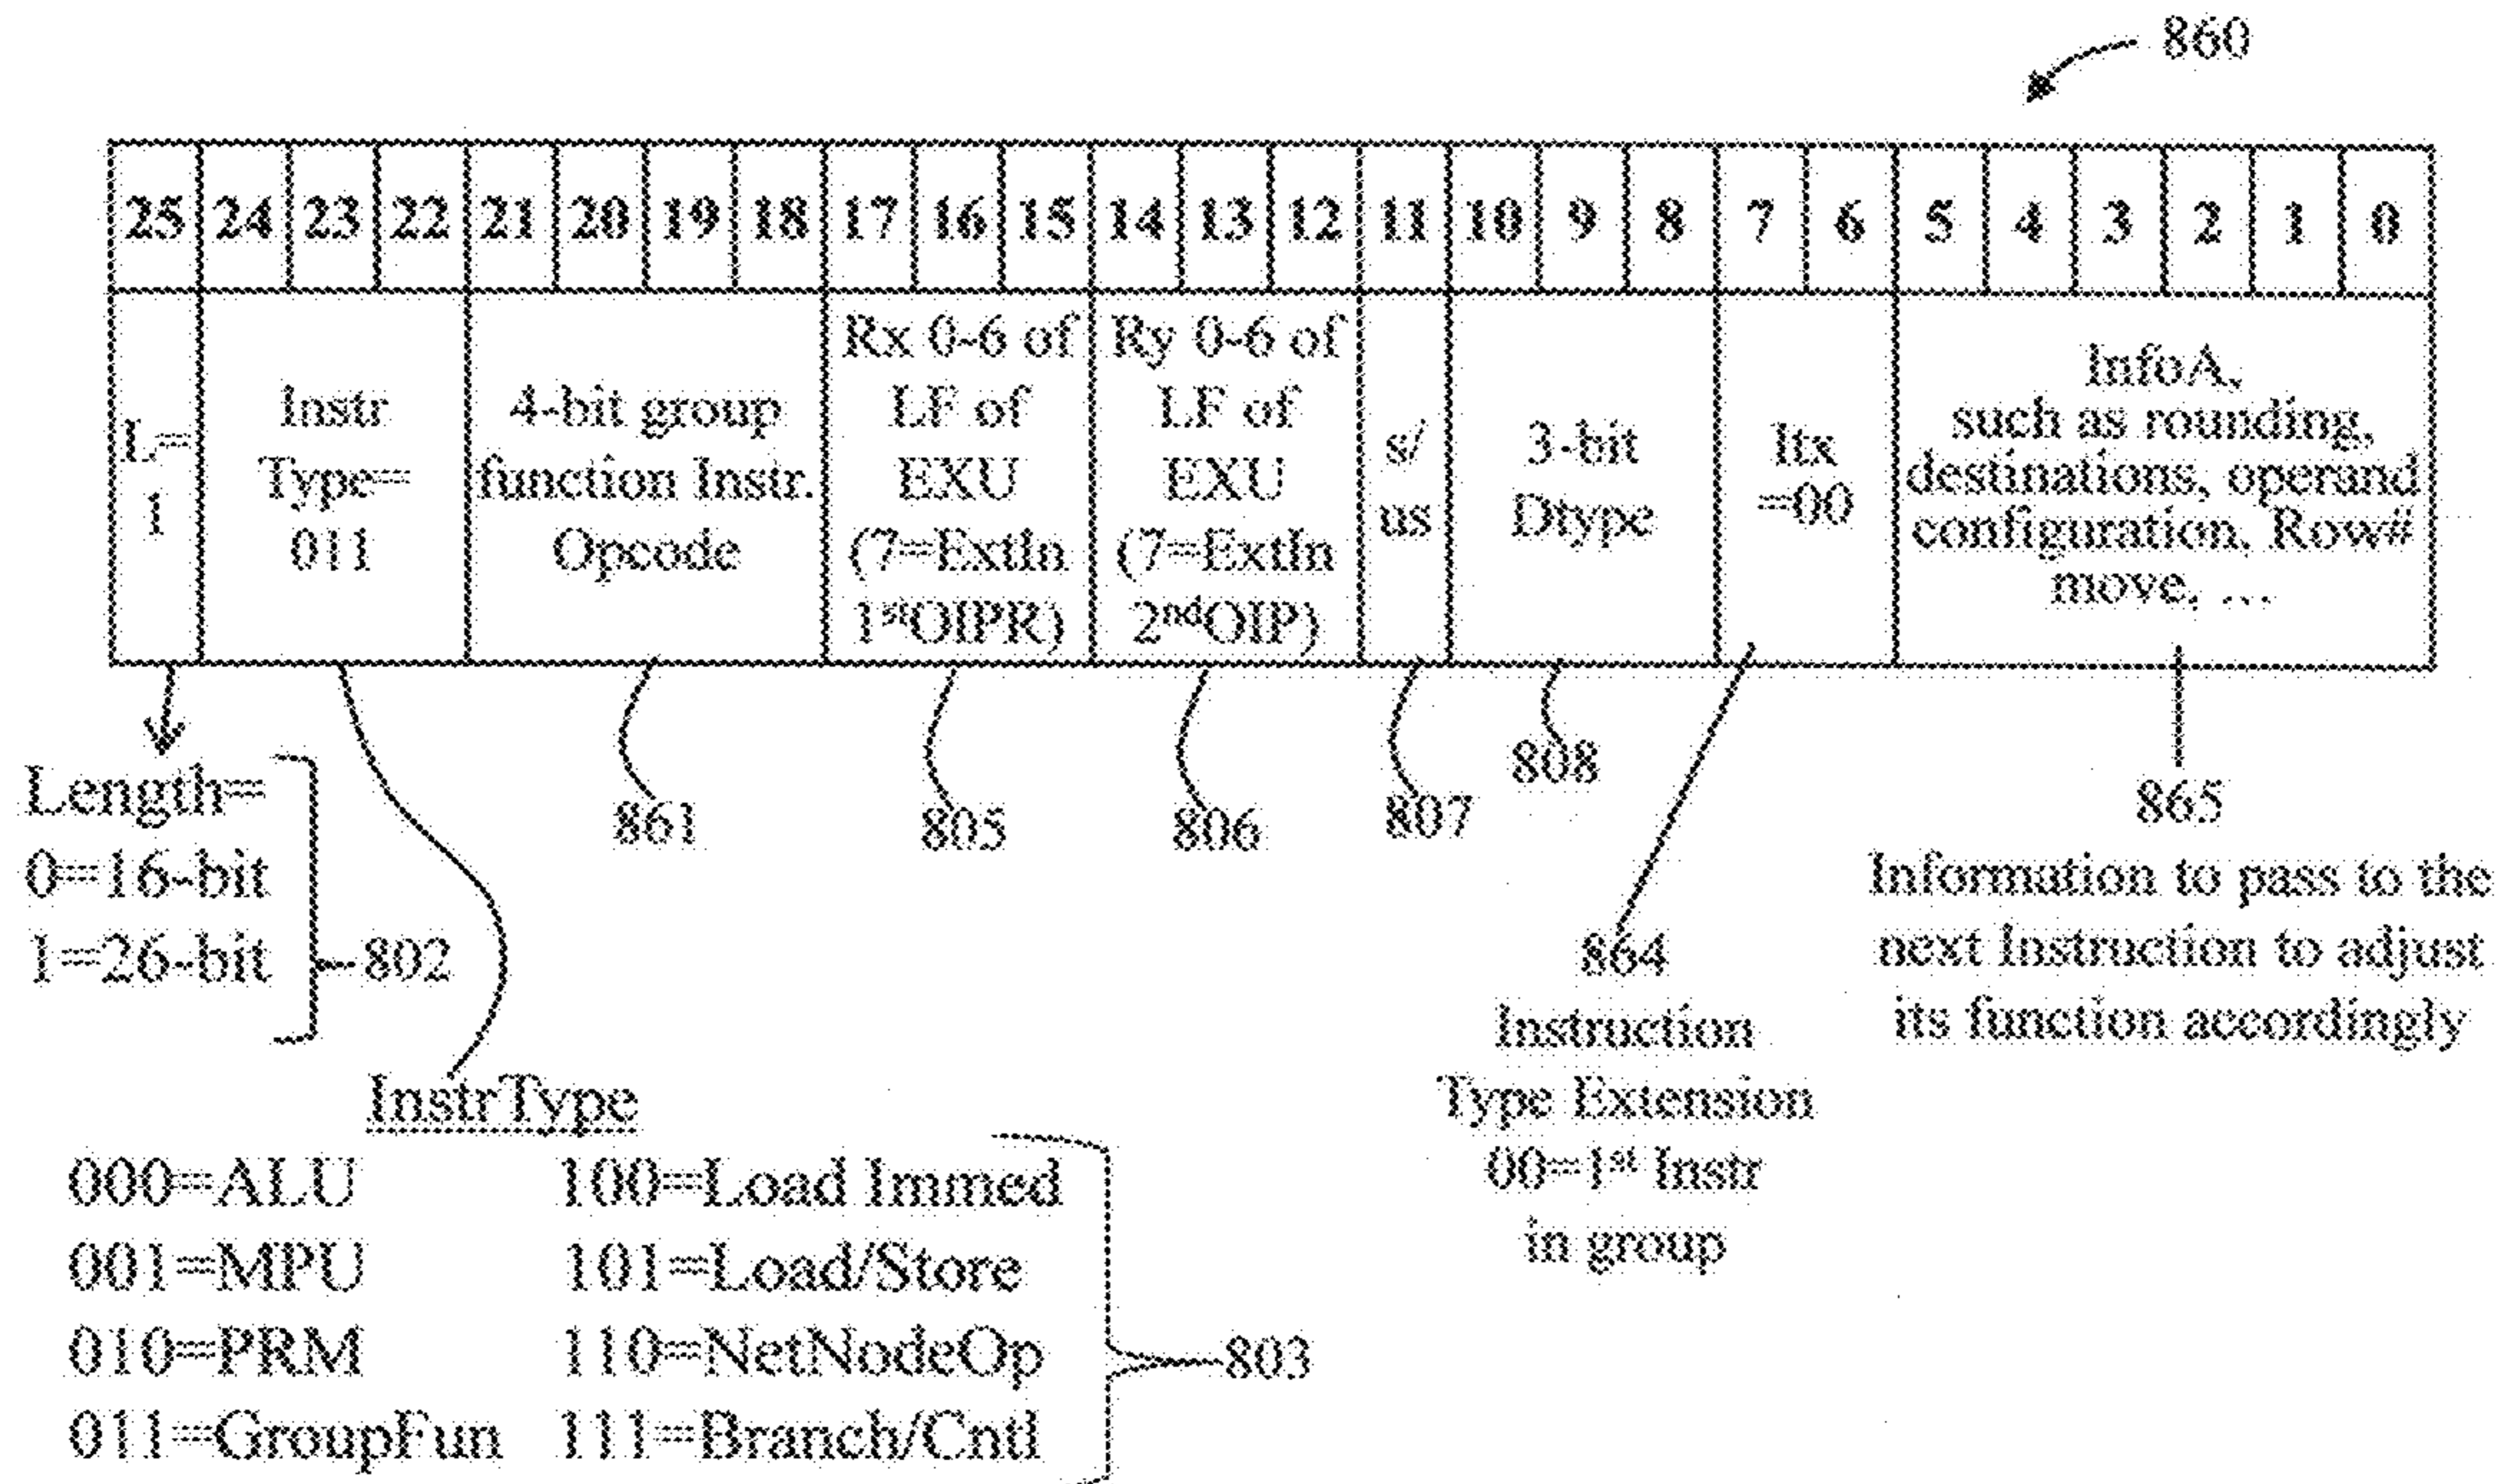 860
25 24 23 22 21 20 19 18 17 16 15 14 13 12 11 10 9 8 7 6 5 4 3 2 1 0
L=
1
Instr
Type=
011
4-bit group
function Instr.
Opcode
Rx 0-6 of
LF of
EXU
(7=ExtIn
1stOIPR)
Ry 0-6 of
LF of
EXU
(7=ExtIn
2ndOIP)
s/
us
3-bit
Dtype
Itx
=00
InfoA,
such as rounding,
destinations, operand
configuration, Row#
move, ...
Length=
0=16-bit
1=26-bit
802
861
805
806
807
808
864
Instruction
Type Extension
00=1st Instr
in group
865
Information to pass to the
next Instruction to adjust
its function accordingly
InstrType
000=ALU 100=Load Immed
001=MPU 101=Load/Store
010=PRM 110=NetNodeOp
011=GroupFun 111=Branch/Cntl
803